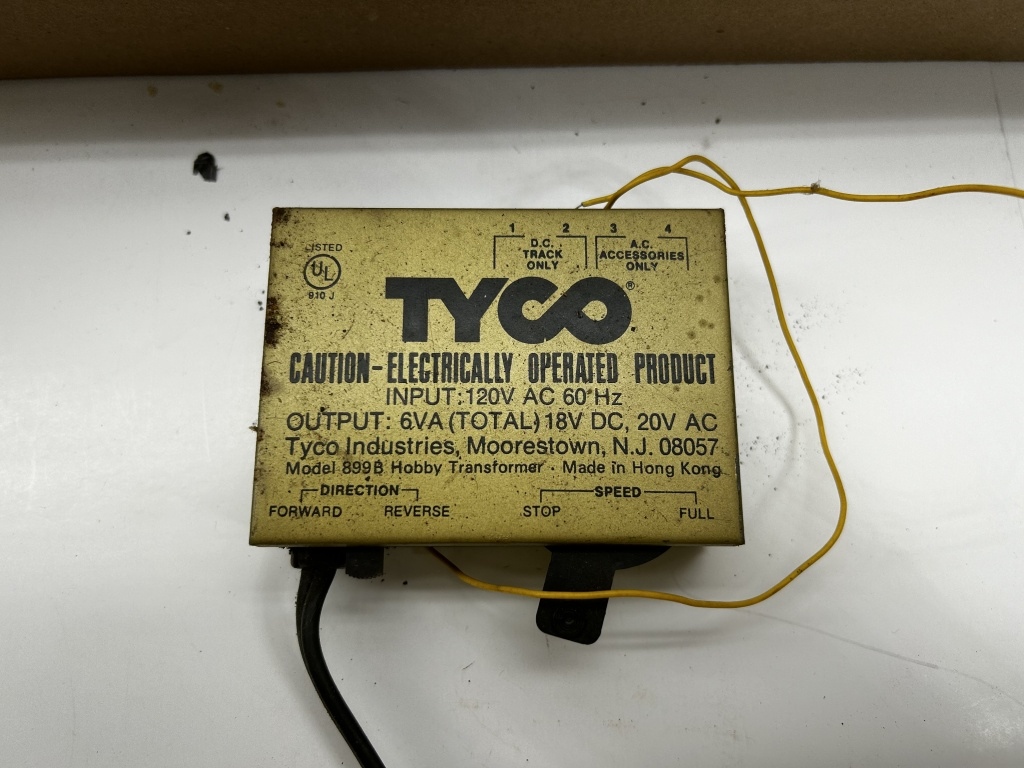 1 2 3 4
D.C. TRACK ONLY
A.C. ACCESSORIES ONLY
LISTED
UL
910 J
TYCO®
CAUTION-ELECTRICALLY OPERATED PRODUCT
INPUT: 120V AC 60 Hz
OUTPUT: 6VA (TOTAL) 18V DC, 20V AC
Tyco Industries, Moorestown, N.J. 08057
Model 899B Hobby Transformer · Made in Hong Kong
DIRECTION
FORWARD REVERSE
SPEED
STOP FULL